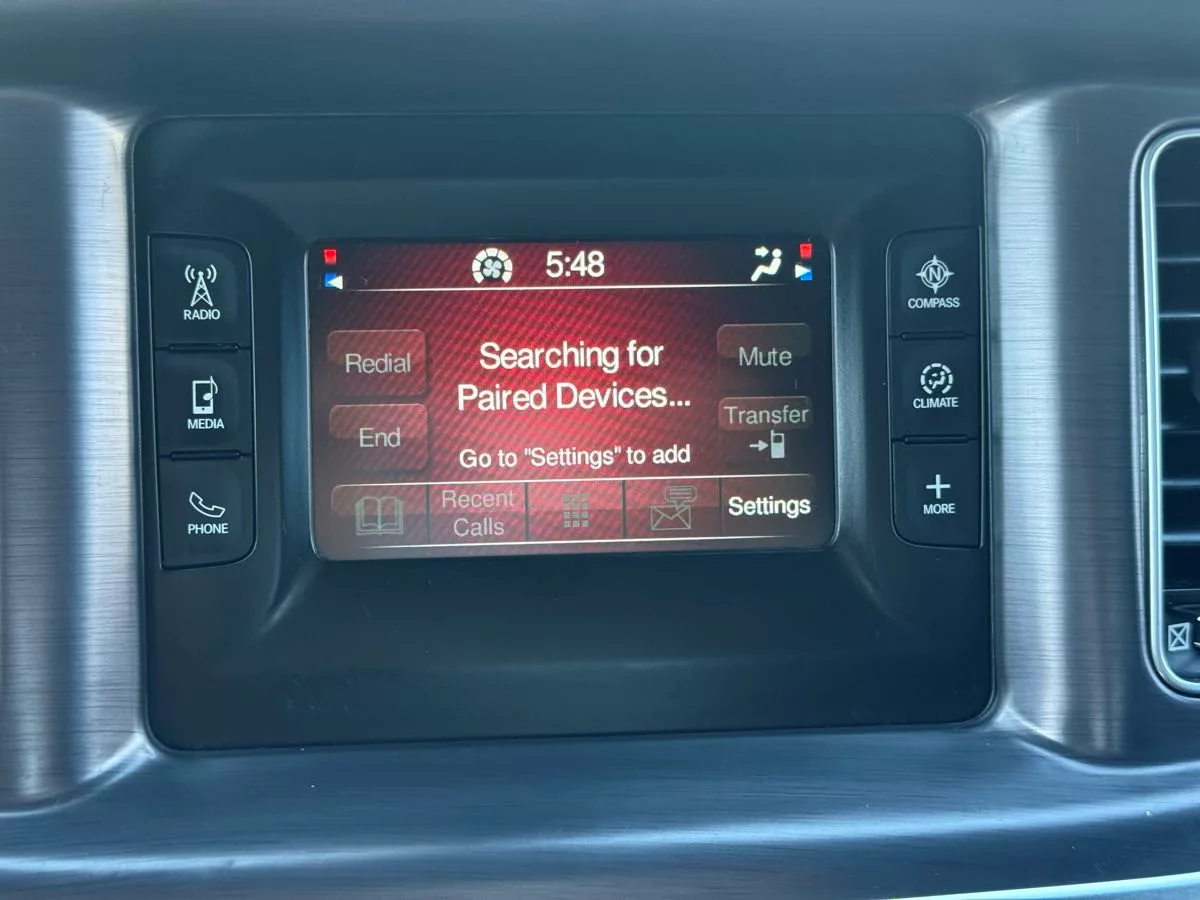 5:48
RADIO
MEDIA
PHONE
Redial
End
Searching for
Paired Devices...
Go to "Settings" to add
Mute
Transfer
Recent
Calls
Settings
N
COMPASS
CLIMATE
MORE